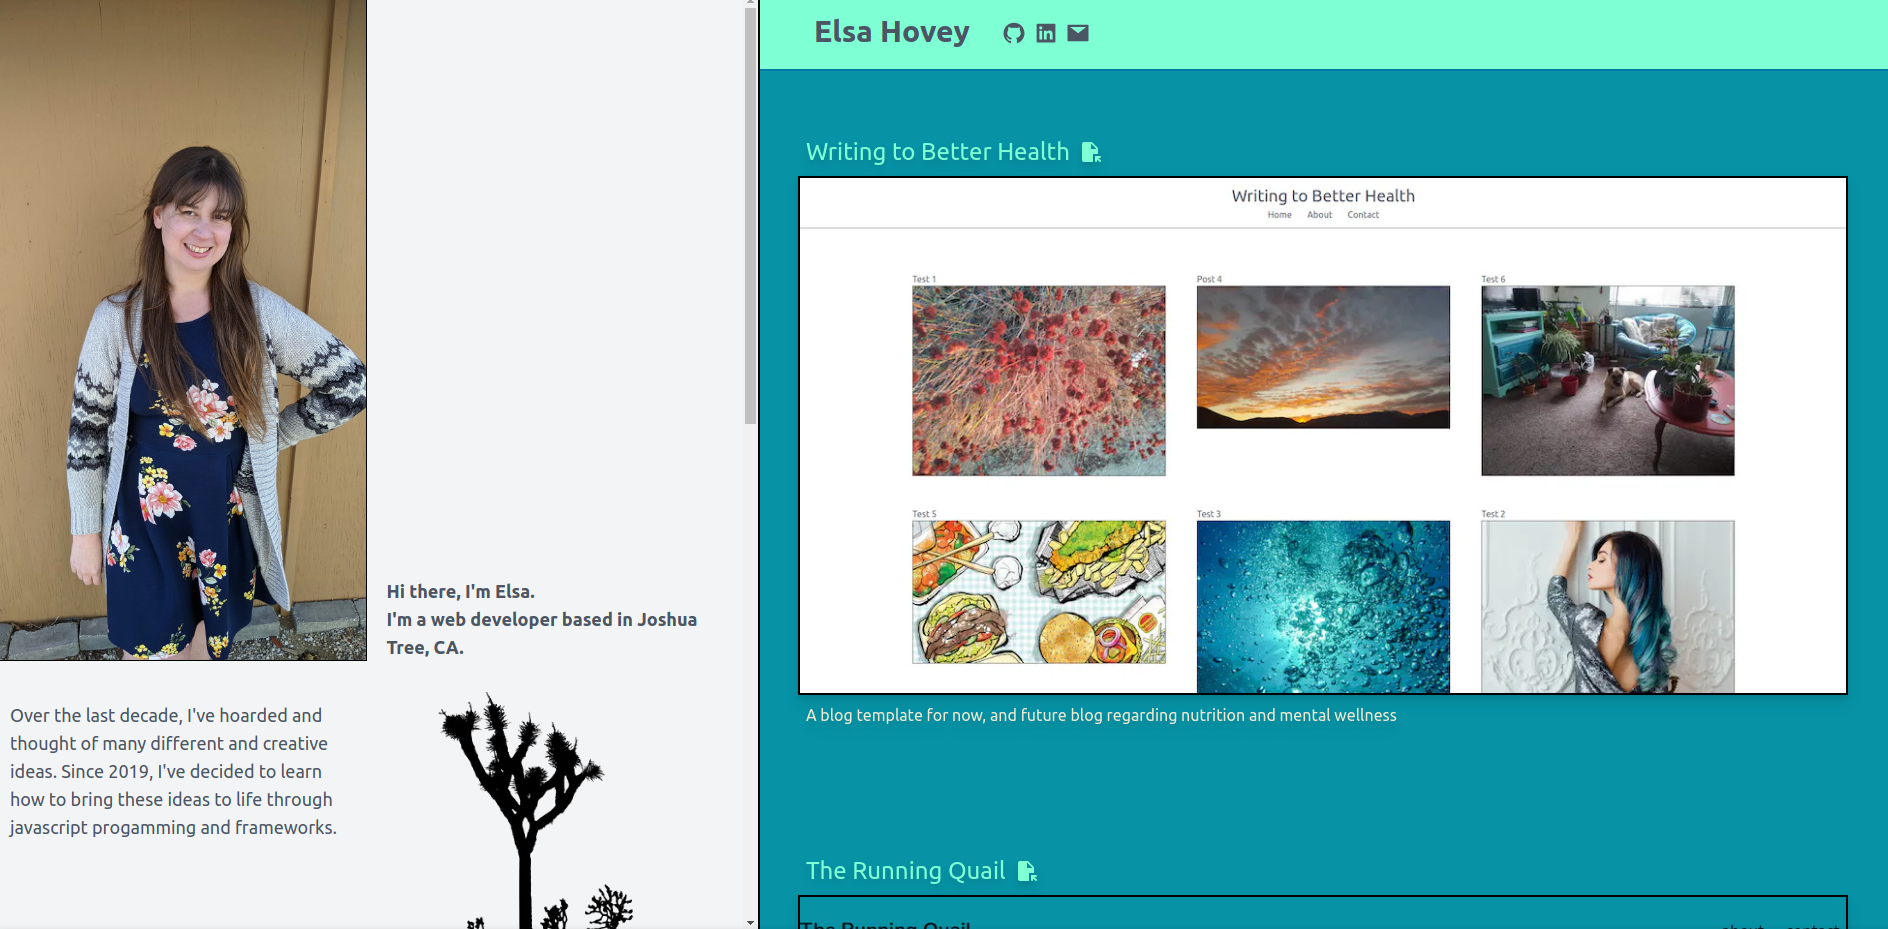 Hi there, I'm Elsa.
I'm a web developer based in Joshua
Tree, CA.
Over the last decade, I've hoarded and
thought of many different and creative
ideas. Since 2019, I've decided to learn
how to bring these ideas to life through
javascript progamming and frameworks.
Elsa Hovey
in
Writing to Better Health
Writing to Better Health
Home About Contact
Test 1 Post 4 Test 6
Test 5 Test 3 Test 2
A blog template for now, and future blog regarding nutrition and mental wellness
The Running Quail
The Running Quail
about contact